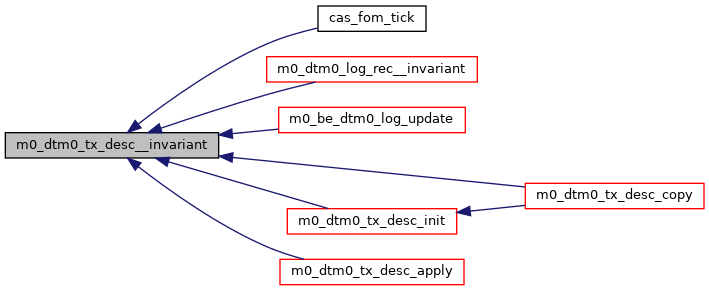 cas_fom_tick
m0_dtm0_log_rec__invariant
m0_be_dtm0_log_update
m0_dtm0_tx_desc__invariant
m0_dtm0_tx_desc_copy
m0_dtm0_tx_desc_init
m0_dtm0_tx_desc_apply